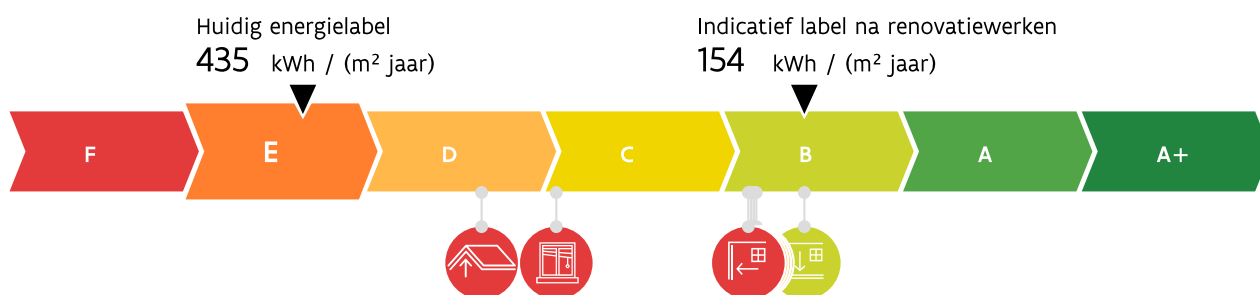 Huidig energielabel
435 kWh / (m² jaar)
Indicatief label na renovatiewerken
154 kWh / (m² jaar)
F E D C B A A+